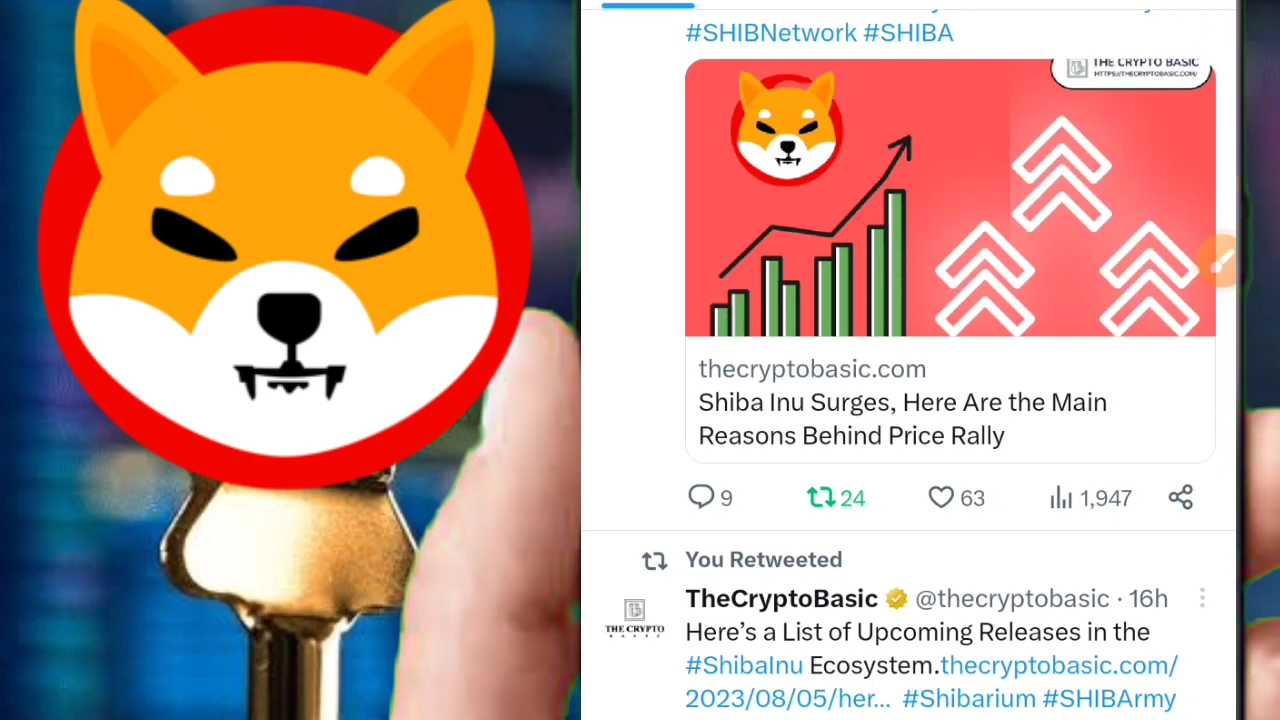 #SHIBNetwork #SHIBA
THE CRYPTO BASIC
HTTPS://THECRYPTOBASIC.COM/
thecryptobasic.com
Shiba Inu Surges, Here Are the Main
Reasons Behind Price Rally
9 24 63 1,947
You Retweeted
TheCryptoBasic @thecryptobasic · 16h
THE CRYPTO
BASIC
Here’s a List of Upcoming Releases in the
#ShibaInu Ecosystem.thecryptobasic.com/
2023/08/05/her... #Shibarium #SHIBArmy